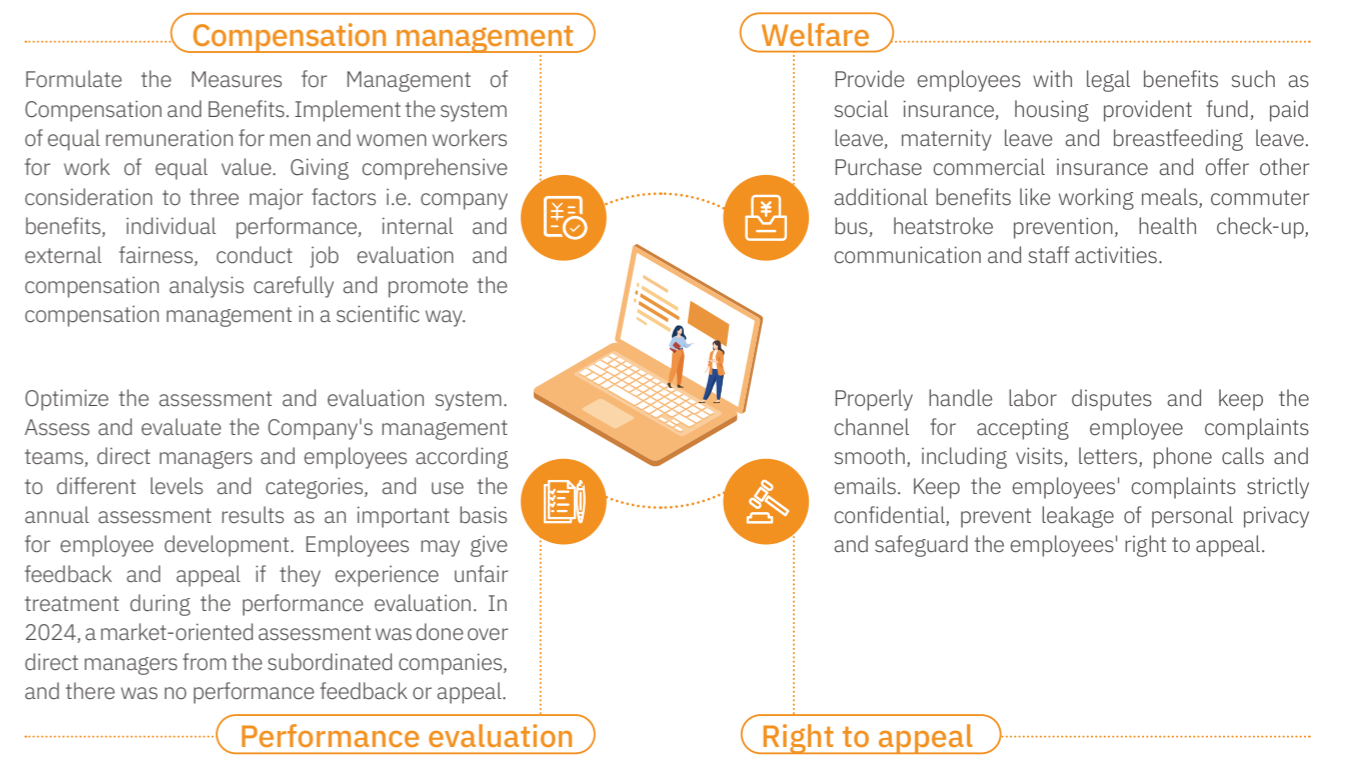 Compensation management
Formulate the Measures for Management of
Compensation and Benefits. Implement the system
of equal remuneration for men and women workers
for work of equal value. Giving comprehensive
consideration to three major factors i.e. company
benefits, individual performance, internal and
external fairness, conduct job evaluation and
compensation analysis carefully and promote the
compensation management in a scientific way.
Welfare
Provide employees with legal benefits such as
social insurance, housing provident fund, paid
leave, maternity leave and breastfeeding leave.
Purchase commercial insurance and offer other
additional benefits like working meals, commuter
bus, heatstroke prevention, health check-up,
communication and staff activities.
¥
¥
Optimize the assessment and evaluation system.
Assess and evaluate the Company's management
teams, direct managers and employees according
to different levels and categories, and use the
annual assessment results as an important basis
for employee development. Employees may give
feedback and appeal if they experience unfair
treatment during the performance evaluation. In
2024, a market-oriented assessment was done over
direct managers from the subordinated companies,
and there was no performance feedback or appeal.
Performance evaluation
Properly handle labor disputes and keep the
channel for accepting employee complaints
smooth, including visits, letters, phone calls and
emails. Keep the employees' complaints strictly
confidential, prevent leakage of personal privacy
and safeguard the employees' right to appeal.
Right to appeal